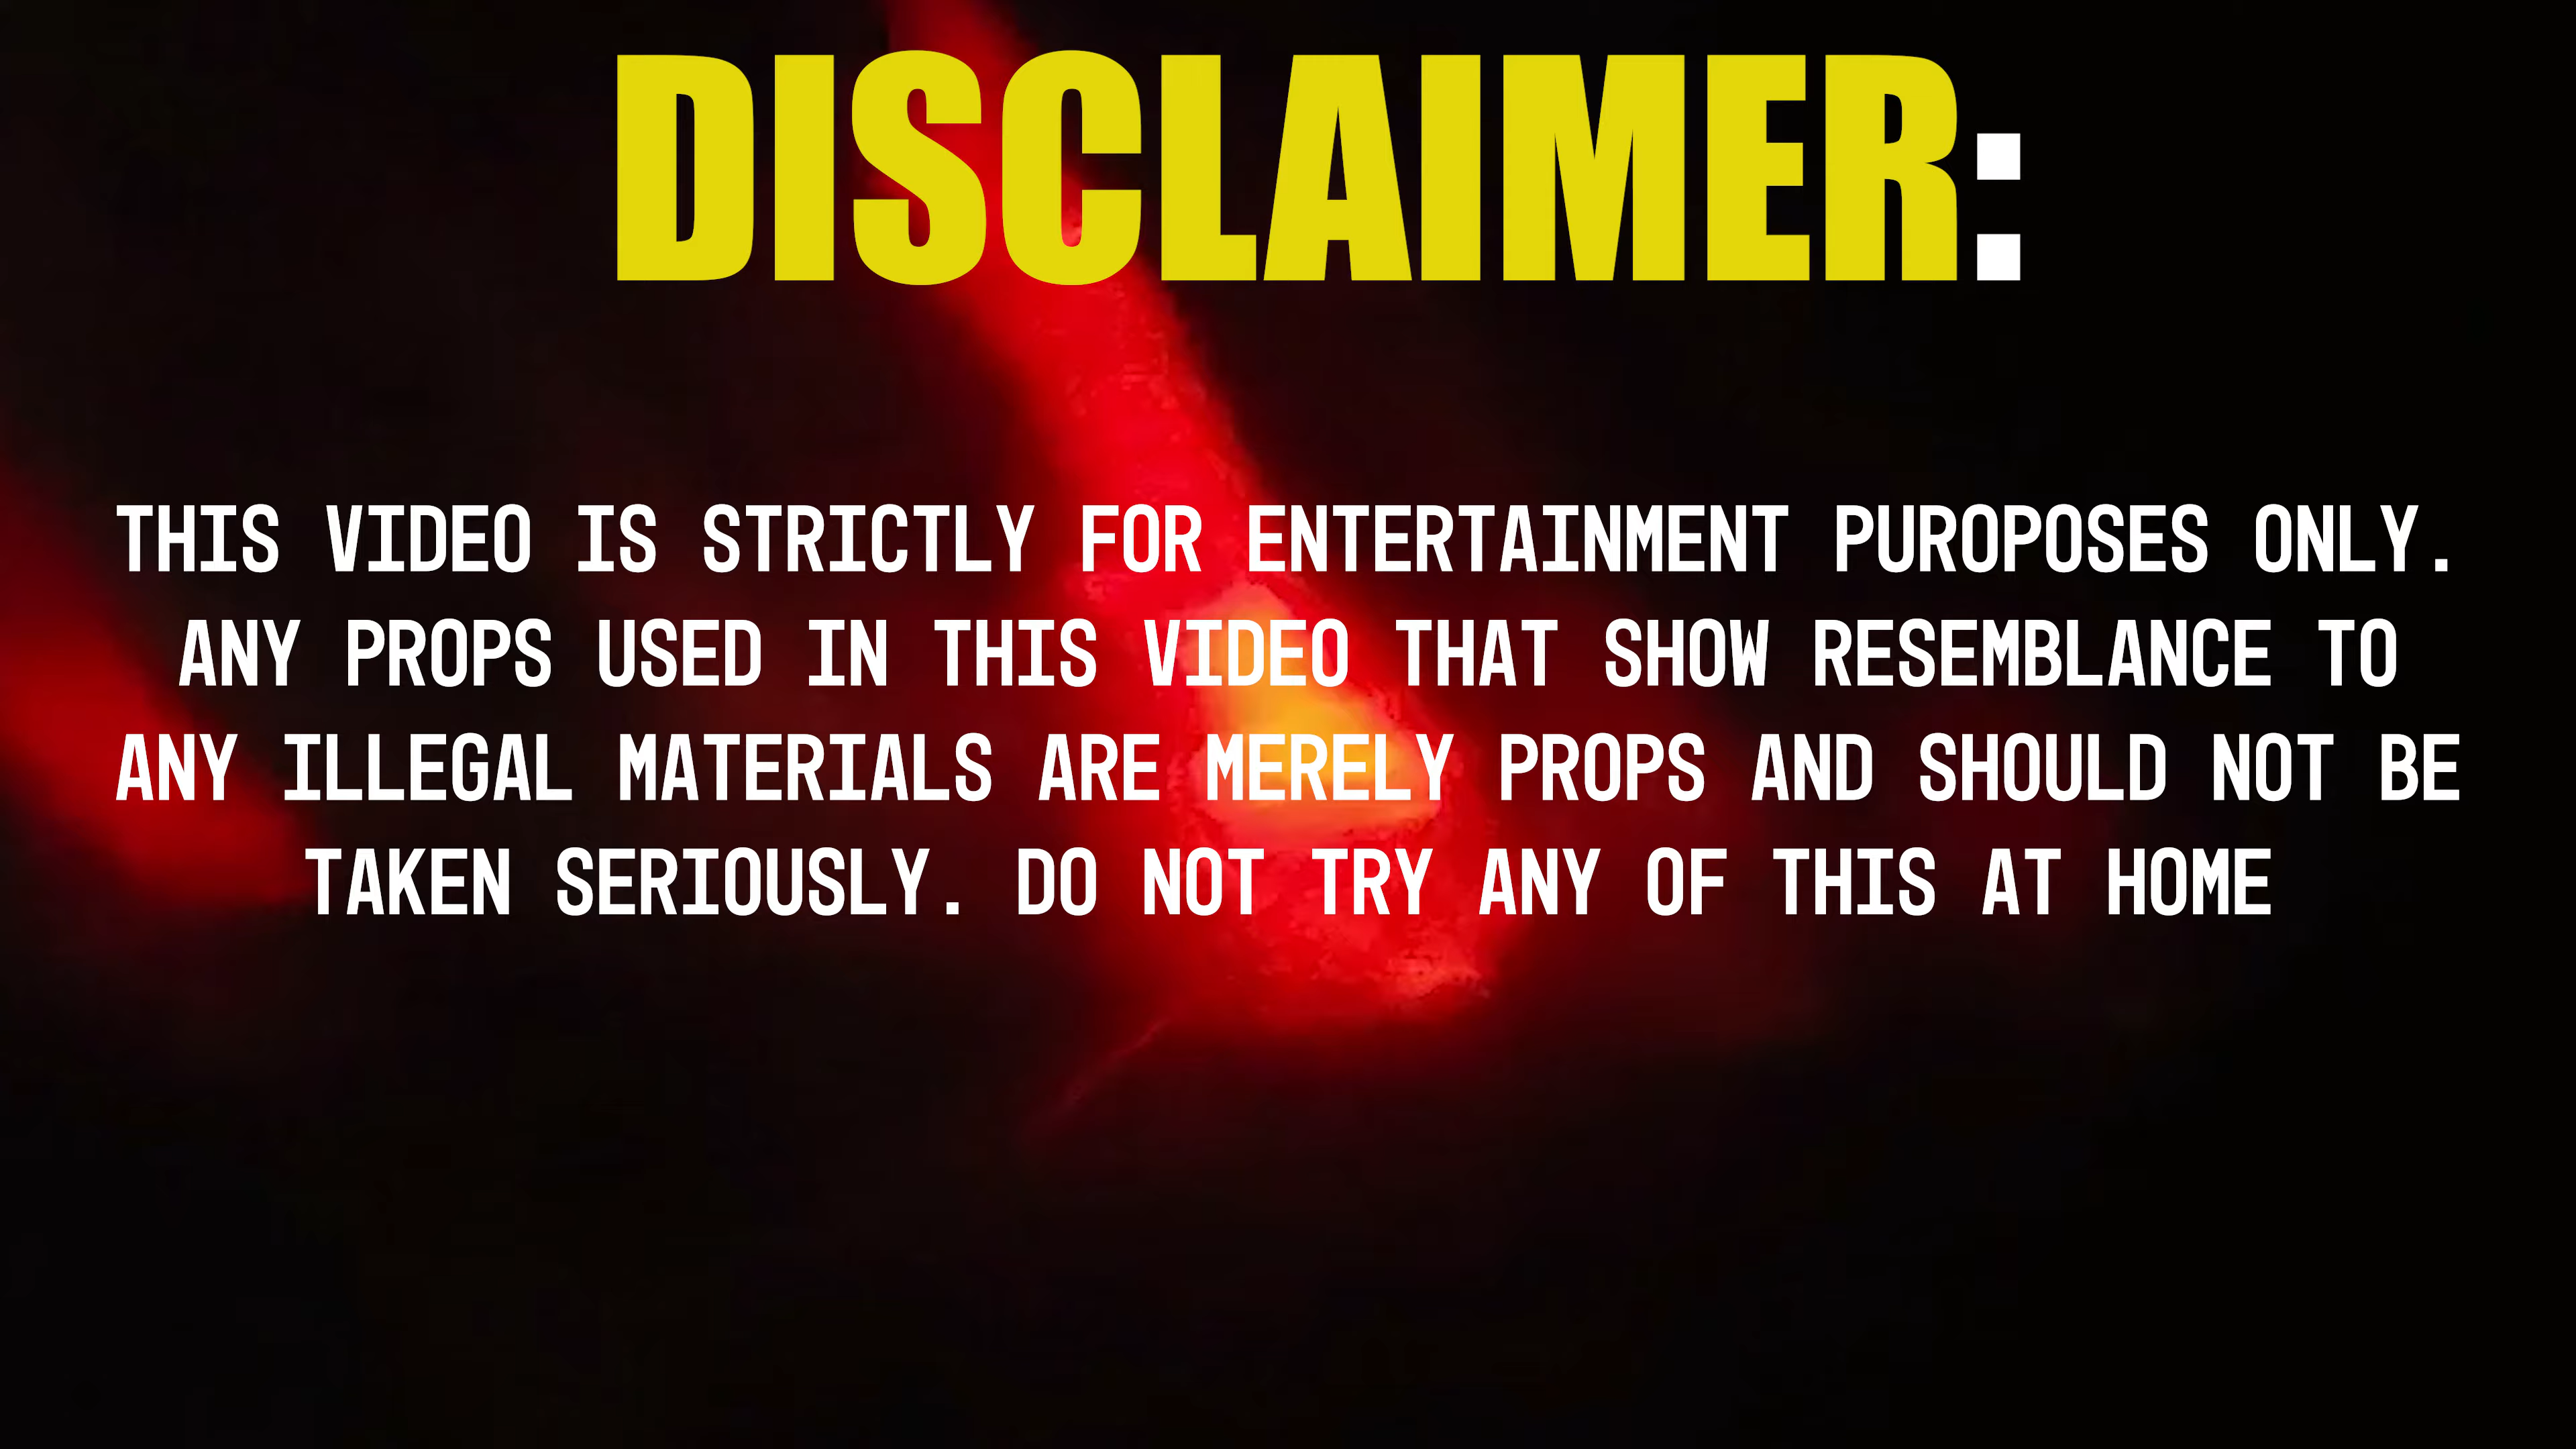 DISCLAIMER:
THIS VIDEO IS STRICTLY FOR ENTERTAINMENT PUROPOSES ONLY.
ANY PROPS USED IN THIS VIDEO THAT SHOW RESEMBLANCE TO
ANY ILLEGAL MATERIALS ARE MERELY PROPS AND SHOULD NOT BE
TAKEN SERIOUSLY. DO NOT TRY ANY OF THIS AT HOME